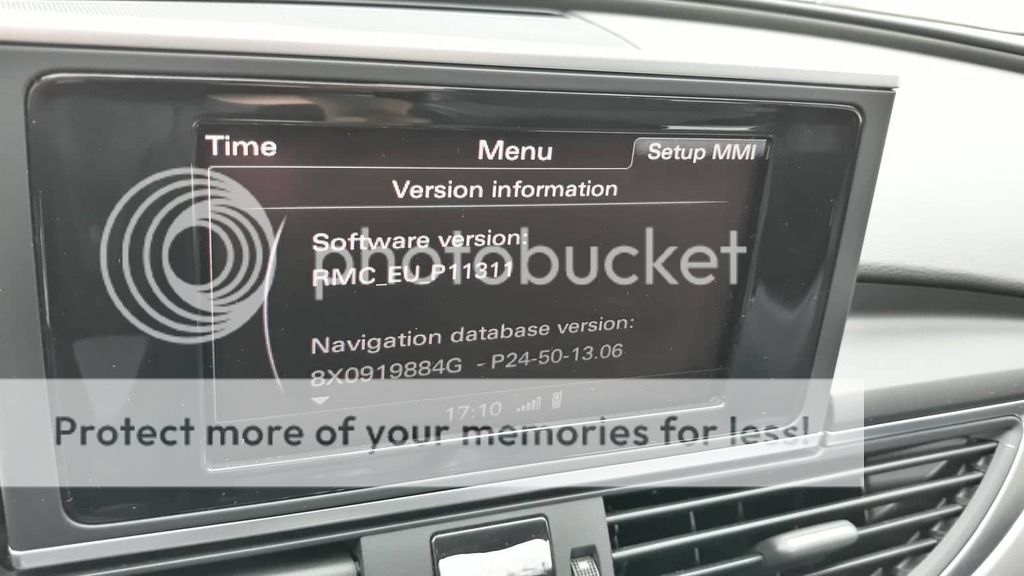 Time Menu Setup MMI
Version information
Software version:
RMC_EU_P11311
photobucket
Navigation database version:
8X0919884G - P24-50-13.06
17:10
Protect more of your memories for less!